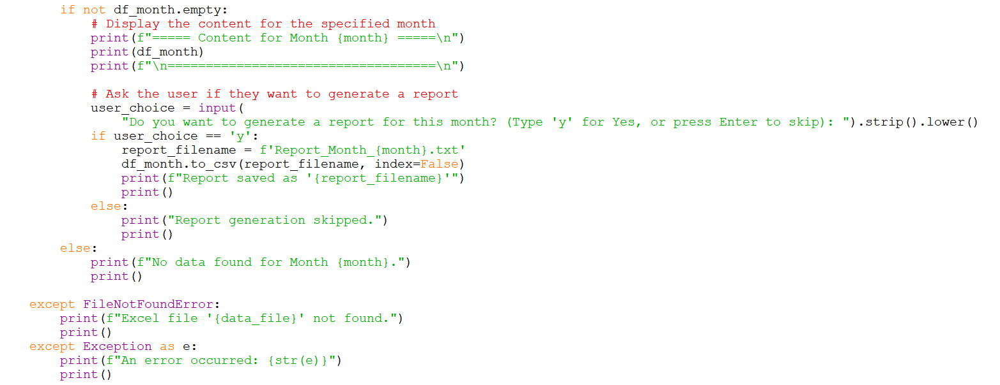 if not df_month.empty:
# Display the content for the specified month
print(f"===== Content for Month {month} =====\n")
print(df_month)
print(f"\n===================================\n")
# Ask the user if they want to generate a report
user_choice = input(
"Do you want to generate a report for this month? (Type 'y' for Yes, or press Enter to skip): ").strip().lower()
if user_choice == 'y':
report_filename = f'Report_Month_{month}.txt'
df_month.to_csv(report_filename, index=False)
print(f"Report saved as '{report_filename}'")
print()
else:
print("Report generation skipped.")
print()
else:
print(f"No data found for Month {month}.")
print()
except FileNotFoundError:
print(f"Excel file '{data_file}' not found.")
print()
except Exception as e:
print(f"An error occurred: {str(e)}")
print()